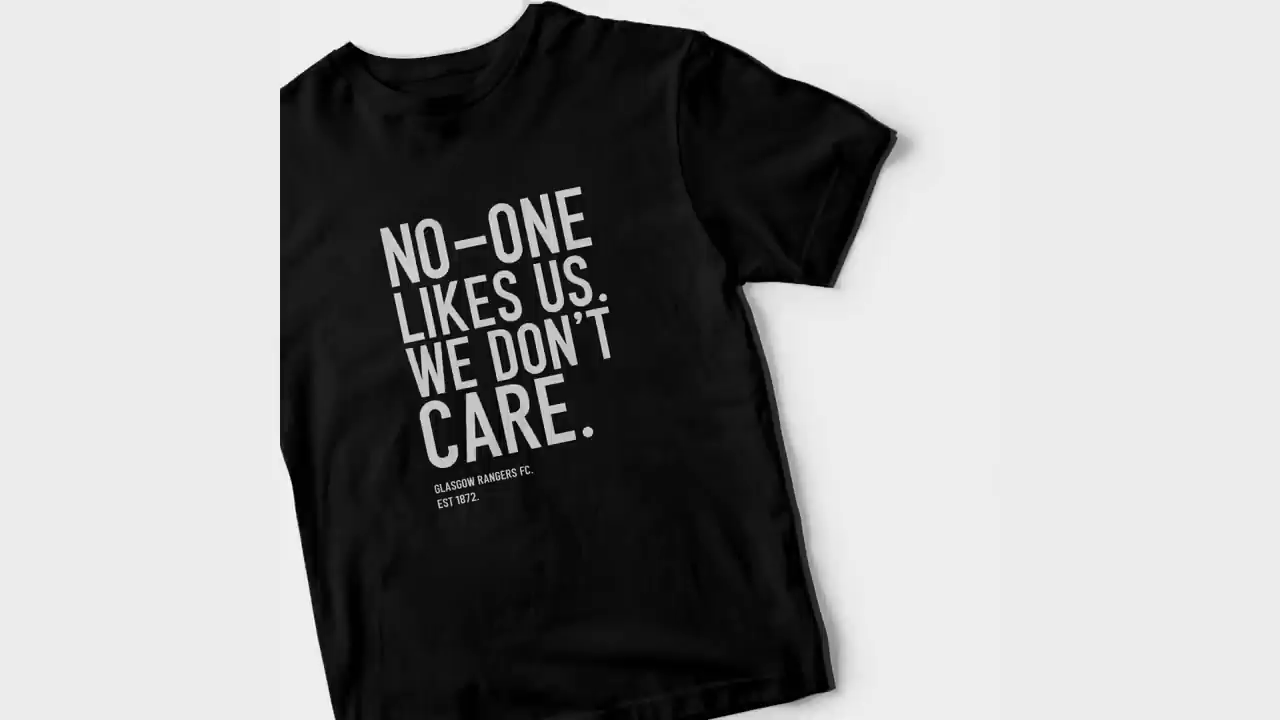 NO-ONE
LIKES US.
WE DON'T
CARE.
GLASGOW RANGERS FC.
EST 1872.